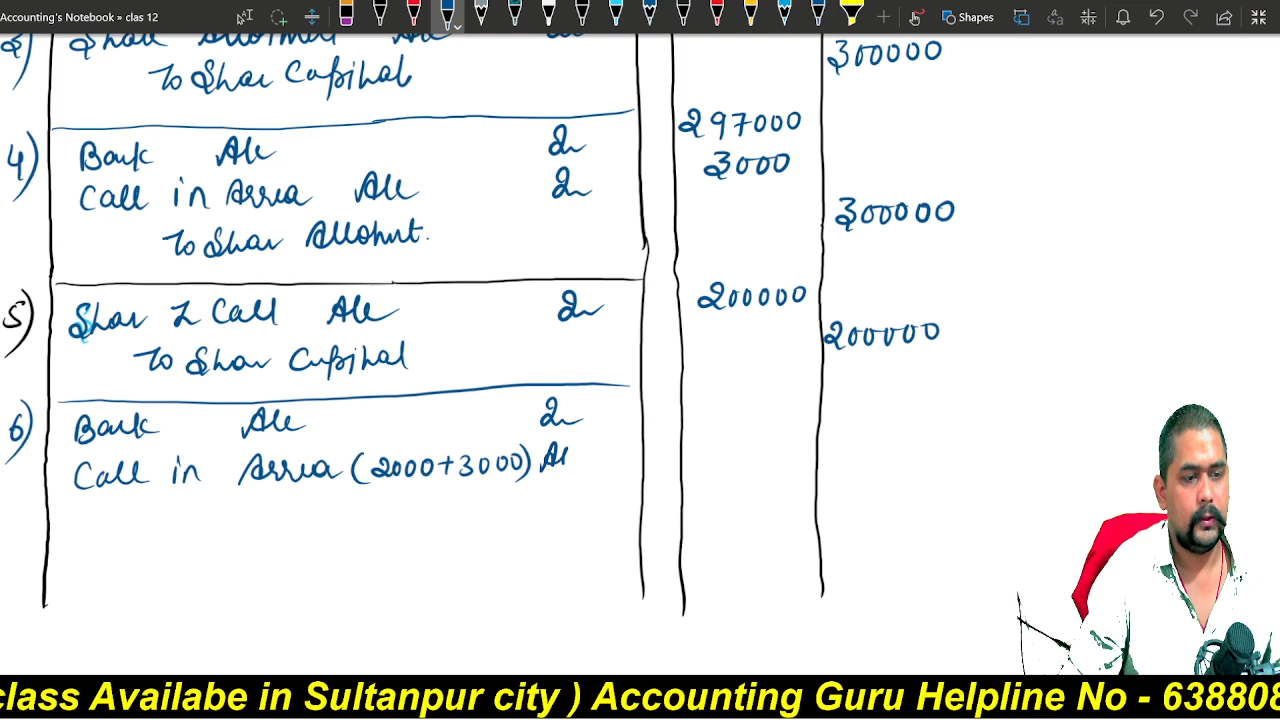 Accounting's Notebook » clas 12
Shapes
3)
300000
To Shar Capital
4) Bank A/c Dr 297000
Call in Arrea A/c Dr 3000
To Shar Allotmt. 300000
5) Shar I Call A/c Dr 200000
To Shar Capital 200000
6) Bank A/c Dr
Call in Arrea (2000+3000) A/
class Availabe in Sultanpur city ) Accounting Guru Helpline No - 638808